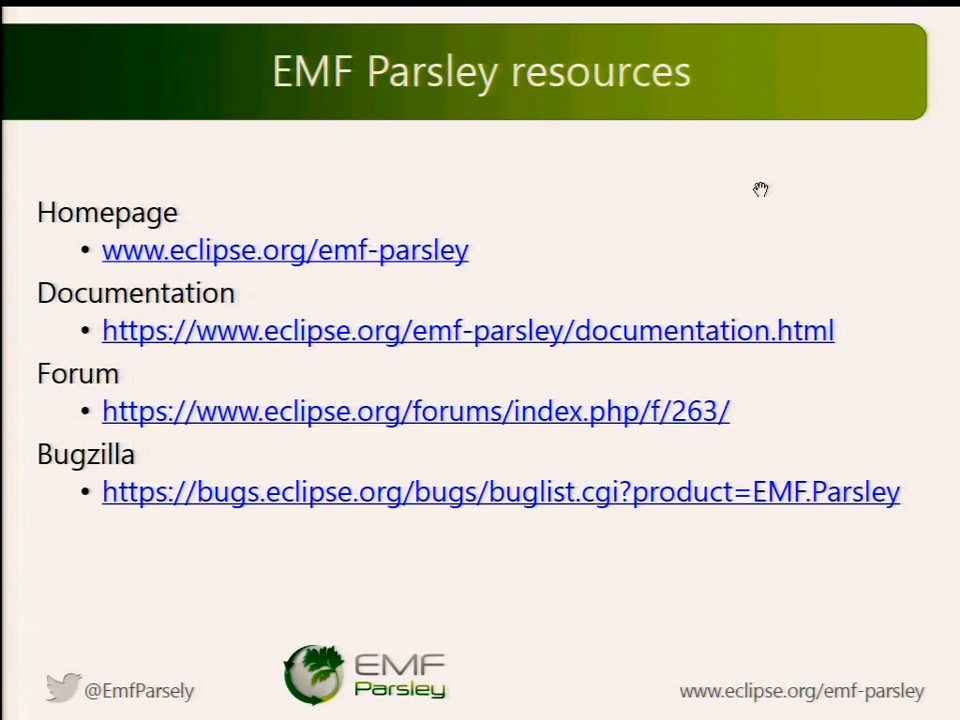 EMF Parsley resources
Homepage
• www.eclipse.org/emf-parsley
Documentation
• https://www.eclipse.org/emf-parsley/documentation.html
Forum
• https://www.eclipse.org/forums/index.php/f/263/
Bugzilla
• https://bugs.eclipse.org/bugs/buglist.cgi?product=EMF.Parsley
@EmfParsely
EMF
Parsley
www.eclipse.org/emf-parsley